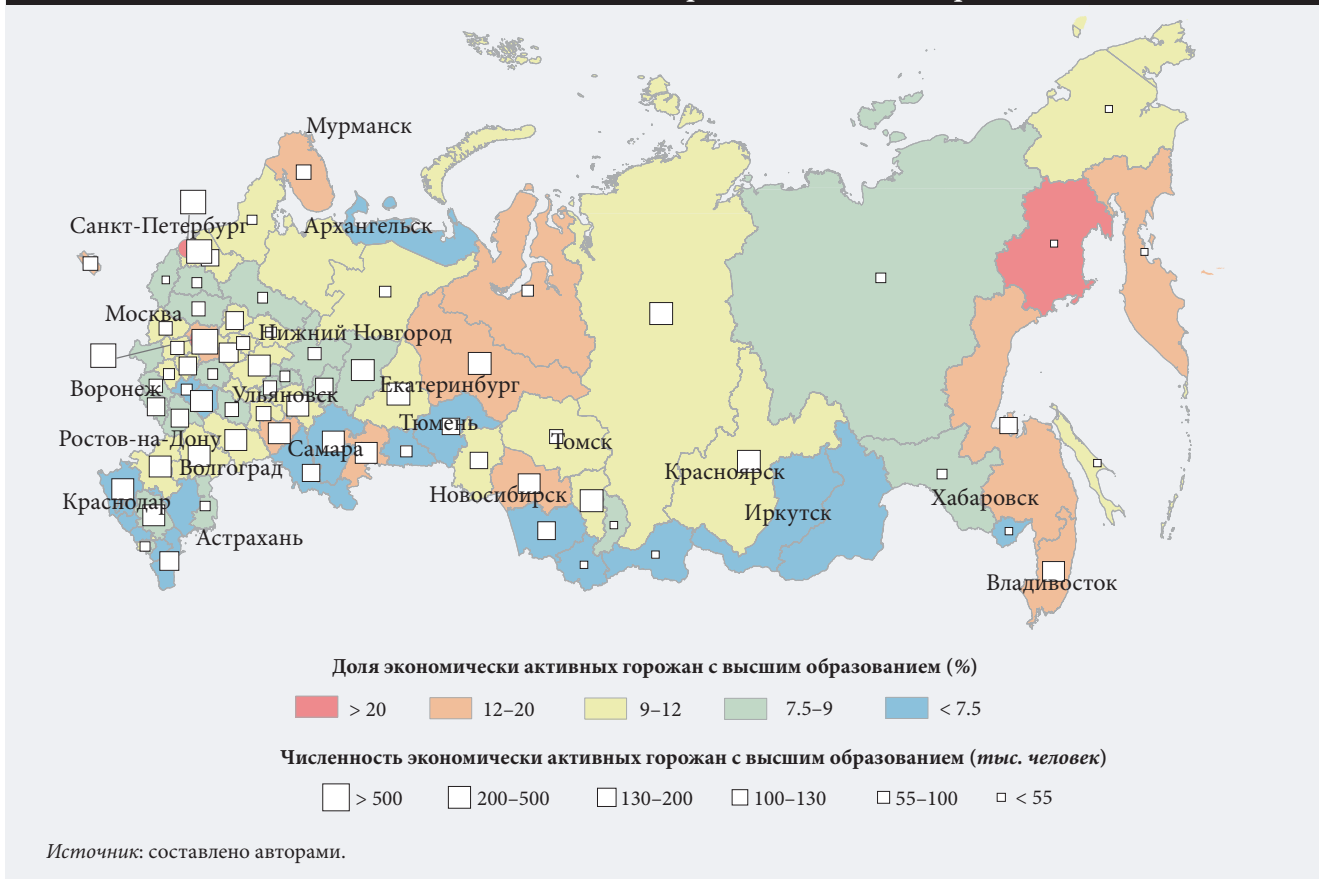 Мурманск
Санкт-Петербург
Архангельск
Москва
Нижний Новгород
Воронеж
Екатеринбург
Ульяновск
Тюмень
Ростов-на-Дону
Самара
Томск
Волгоград
Красноярск
Краснодар
Новосибирск
Хабаровск
Иркутск
Астрахань
Владивосток
Доля экономически активных горожан с высшим образованием (%)
> 20 12–20 9–12 7.5–9 < 7.5
Численность экономически активных горожан с высшим образованием (тыс. человек)
> 500 200–500 130–200 100–130 55–100 < 55
Источник: составлено авторами.